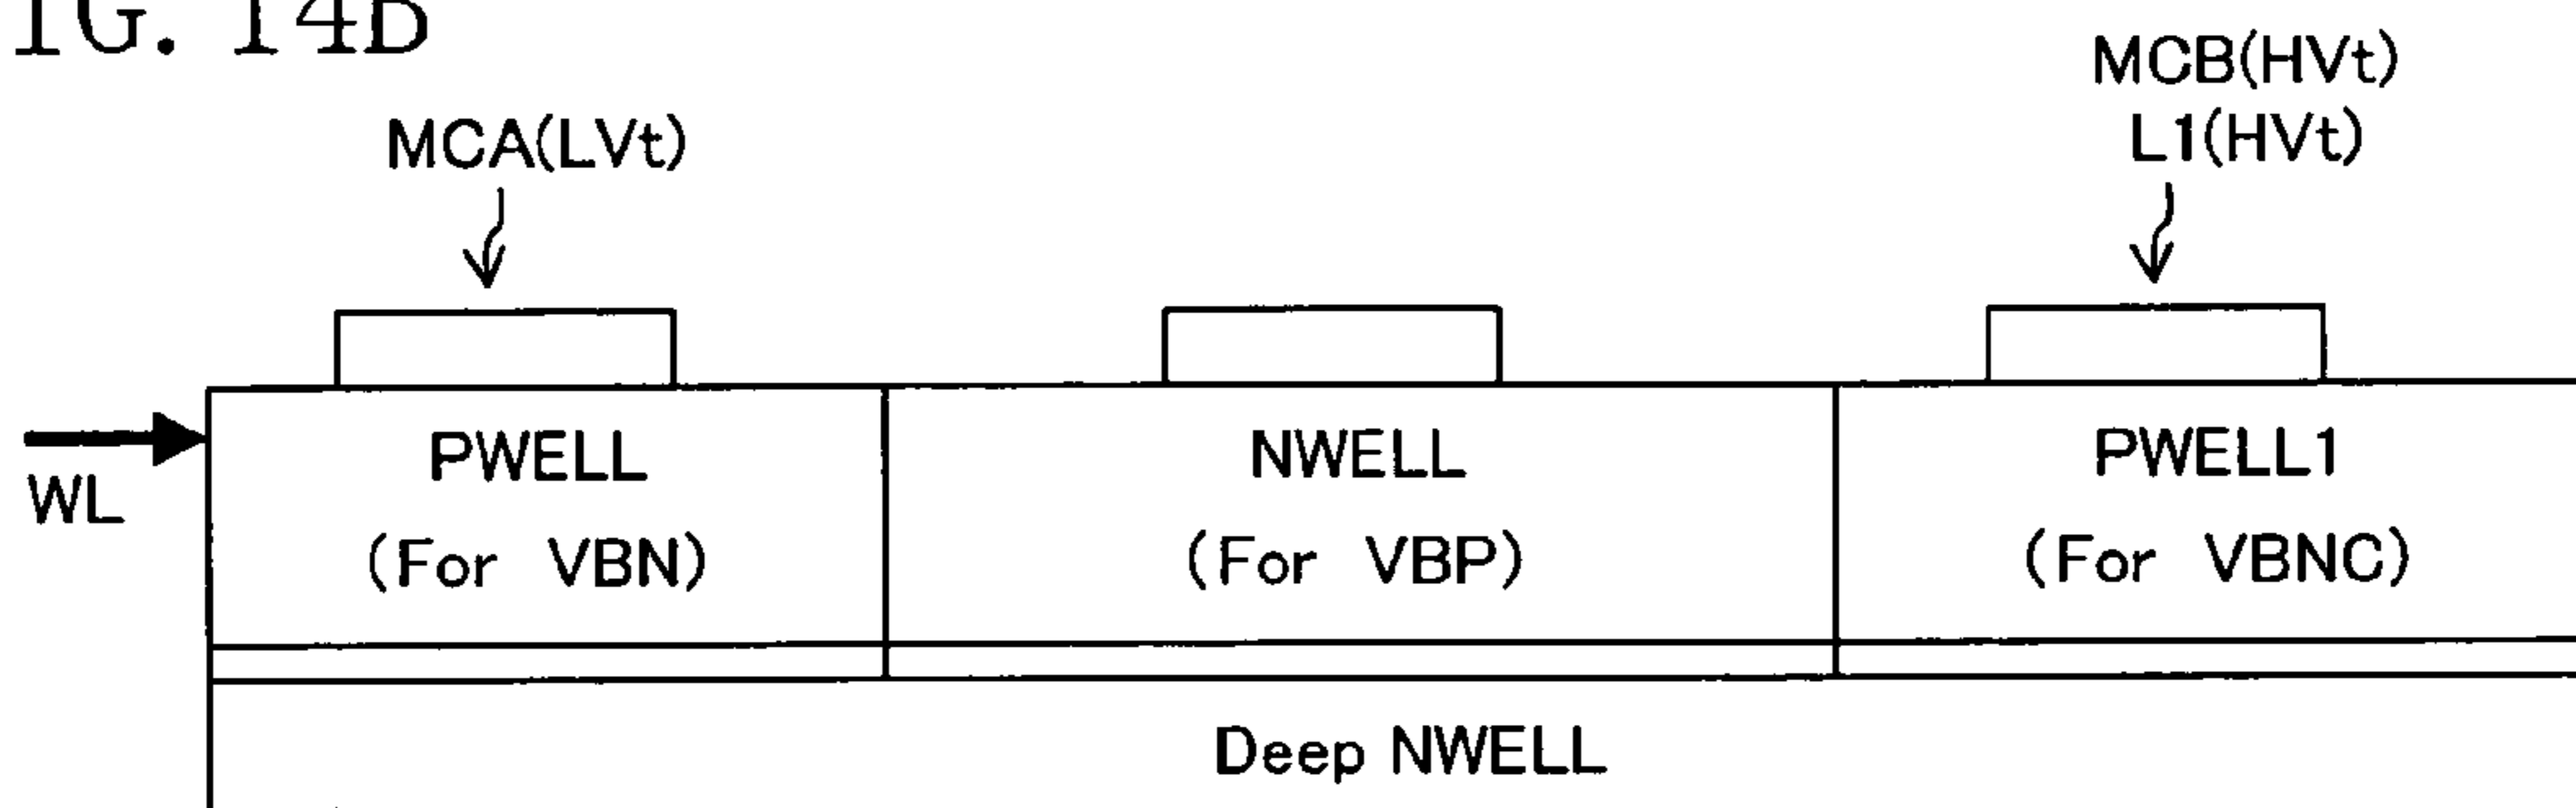 IG. 14B
MCB(HVt)
L1(HVt)
MCA(LVt)
WL
PWELL
(For VBN)
NWELL
(For VBP)
PWELL1
(For VBNC)
Deep NWELL